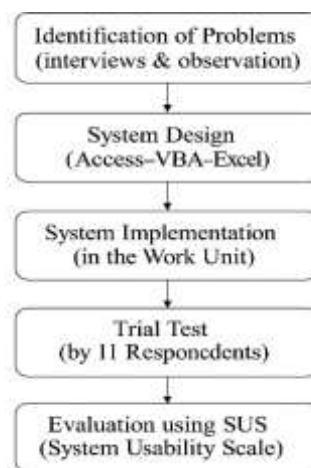 Identification of Problems
(interviews & observation)
System Design
(Access–VBA-Excel)
System Implementation
(in the Work Unit)
Trial Test
(by 11 Responcdents)
Evaluation using SUS
(System Usability Scale)